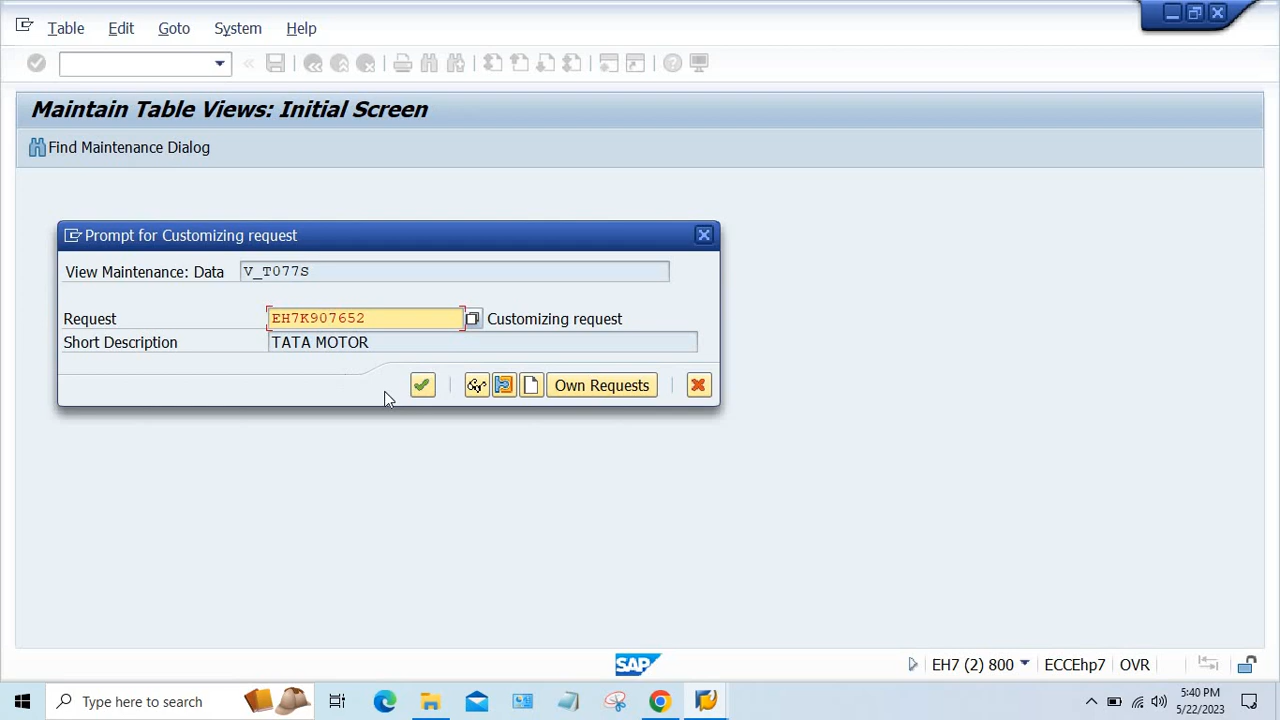 Table Edit Goto System Help
Maintain Table Views: Initial Screen
Find Maintenance Dialog
Prompt for Customizing request
View Maintenance: Data V_T077S
Request EH7K907652 Customizing request
Short Description TATA MOTOR
Own Requests
SAP EH7 (2) 800 ECCEhp7 OVR
Type here to search
5:40 PM
5/22/2023